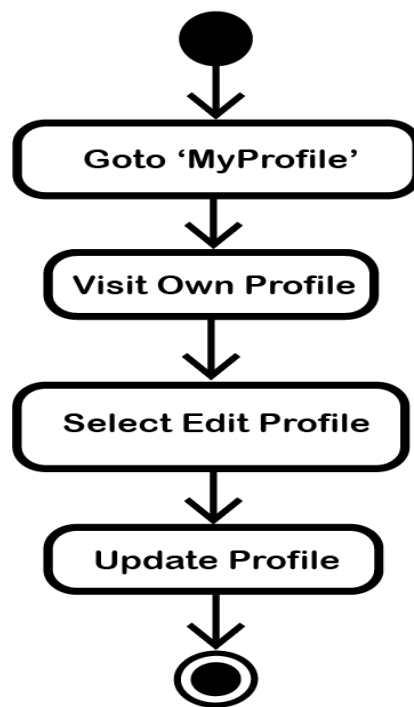 Goto ‘MyProfile’
Visit Own Profile
Select Edit Profile
Update Profile